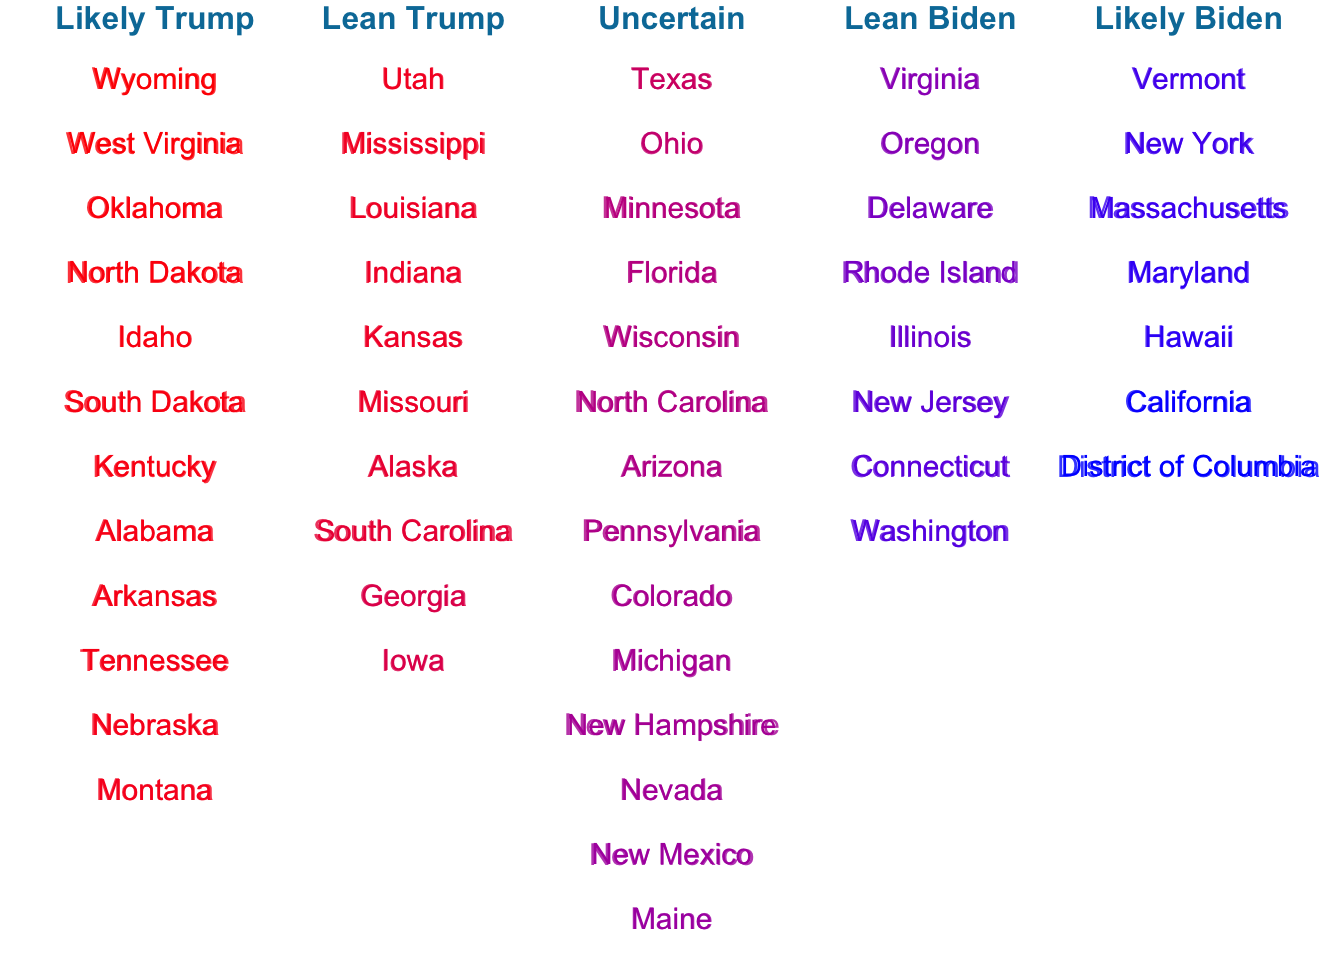 Likely Trump Lean Trump Uncertain Lean Biden Likely Biden
Wyoming Utah Texas Virginia Vermont
West Virginia Mississippi Ohio Oregon New York
Oklahoma Louisiana Minnesota Delaware Massachusetts
North Dakota Indiana Florida Rhode Island Maryland
Idaho Kansas Wisconsin Illinois Hawaii
South Dakota Missouri North Carolina New Jersey California
Kentucky Alaska Arizona Connecticut District of Columbia
Alabama South Carolina Pennsylvania Washington
Arkansas Georgia Colorado
Tennessee Iowa Michigan
Nebraska New Hampshire
Montana Nevada
New Mexico
Maine